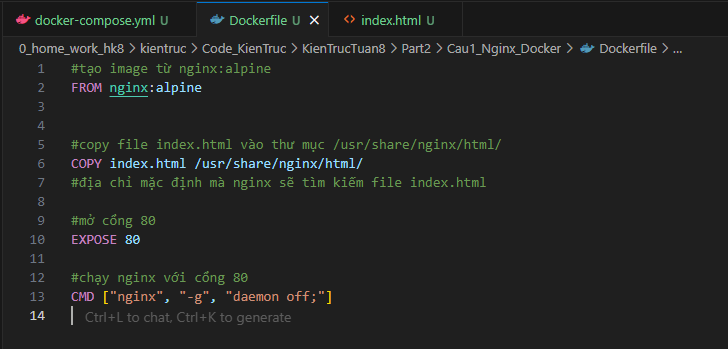 docker-compose.yml U
Dockerfile U
index.html U
0_home_work_hk8 > kientruc > Code_KienTruc > KienTrucTuan8 > Part2 > Cau1_Nginx_Docker > Dockerfile > ...
1 #tạo image từ nginx:alpine
2 FROM nginx:alpine
3
4
5 #copy file index.html vào thư mục /usr/share/nginx/html/
6 COPY index.html /usr/share/nginx/html/
7 #địa chỉ mặc định mà nginx sẽ tìm kiếm file index.html
8
9 #mở cổng 80
10 EXPOSE 80
11
12 #chạy nginx với cổng 80
13 CMD ["nginx", "-g", "daemon off;"]
14 Ctrl+L to chat, Ctrl+K to generate